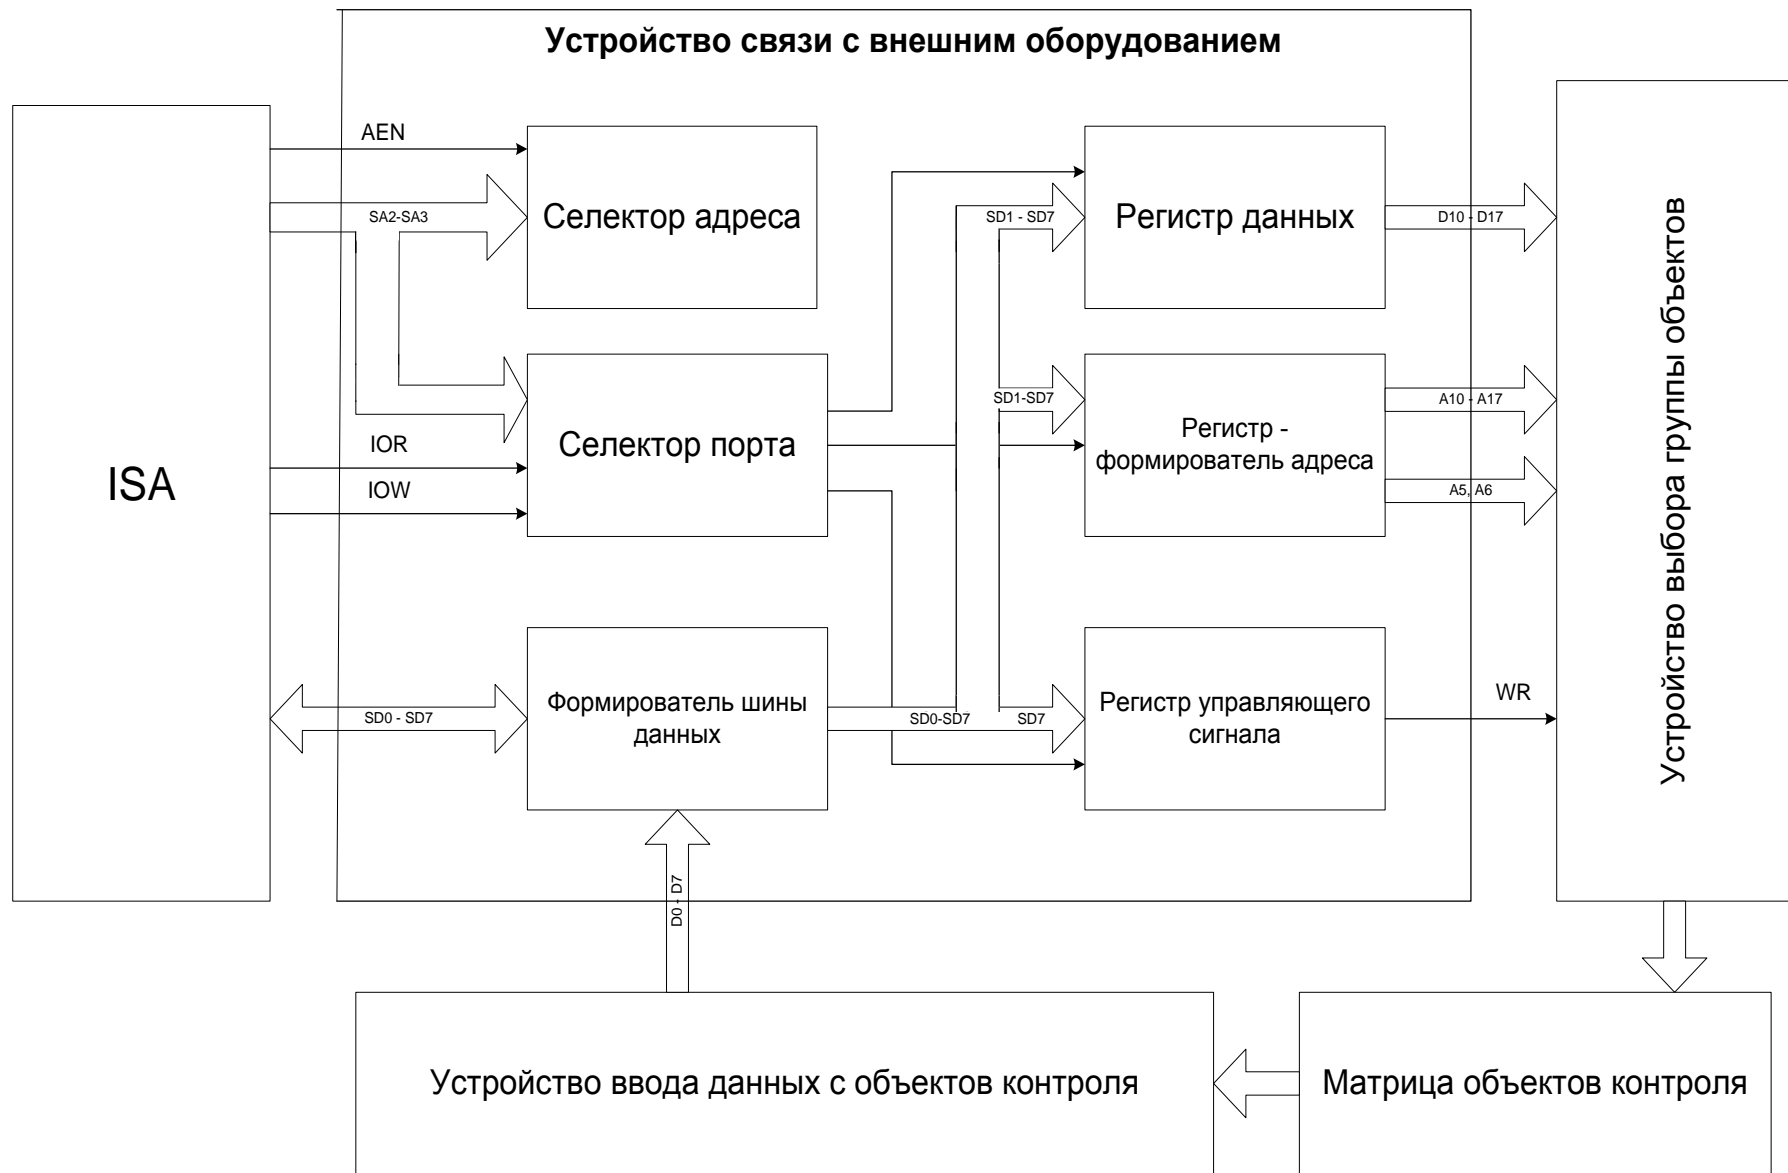 Устройство связи с внешним оборудованием
AEN
SA2-SA3
Селектор адреса
SD1 - SD7
Регистр данных
D10 - D17
ISA
IOR
IOW
Селектор порта
SD1-SD7
Регистр -
формирователь адреса
A10 - A17
A5, A6
Устройство выбора группы объектов
SD0 - SD7
Формирователь шины
данных
SD0-SD7
SD7
Регистр управляющего
сигнала
WR
D0 - D7
Устройство ввода данных с объектов контроля
Матрица объектов контроля